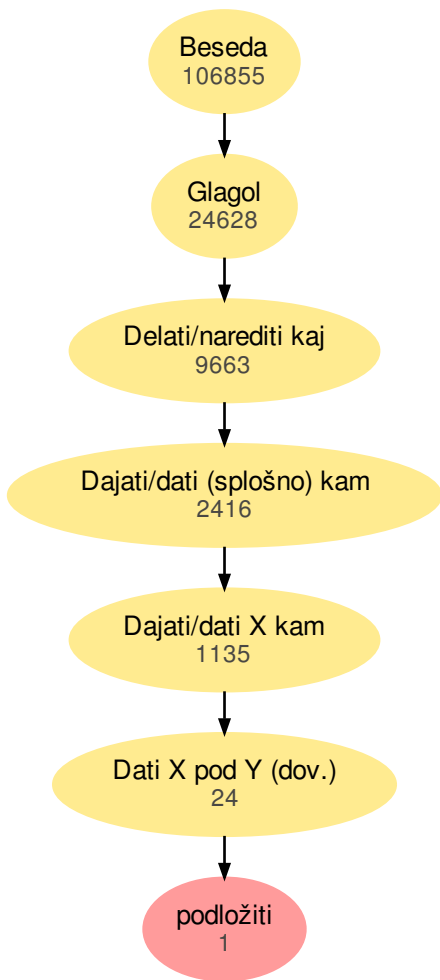 Beseda
106855
Glagol
24628
Delati/narediti kaj
9663
Dajati/dati (splošno) kam
2416
Dajati/dati X kam
1135
Dati X pod Y (dov.)
24
podložiti
1